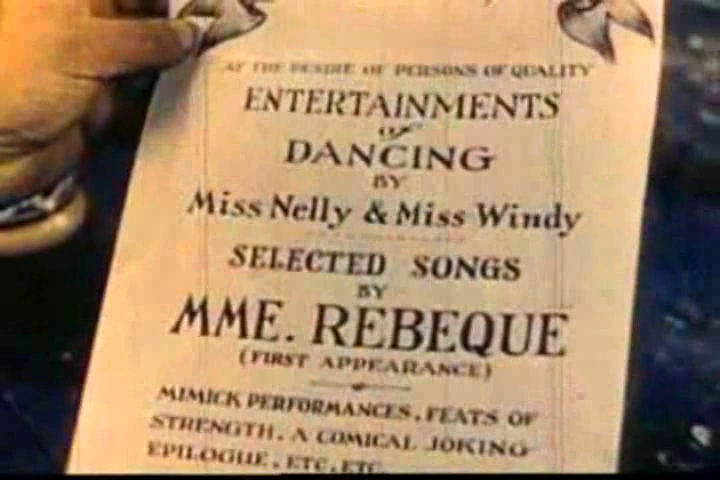 AT THE DESIRE OF PERSONS OF QUALITY
ENTERTAINMENTS
OF
DANCING
BY
Miss Nelly & Miss Windy
SELECTED SONGS
BY
MME. REBEQUE
(FIRST APPEARANCE)
MIMICK PERFORMANCES, FEATS OF
STRENGTH, A COMICAL JOKING
EPILOGUE, ETC, ETC.